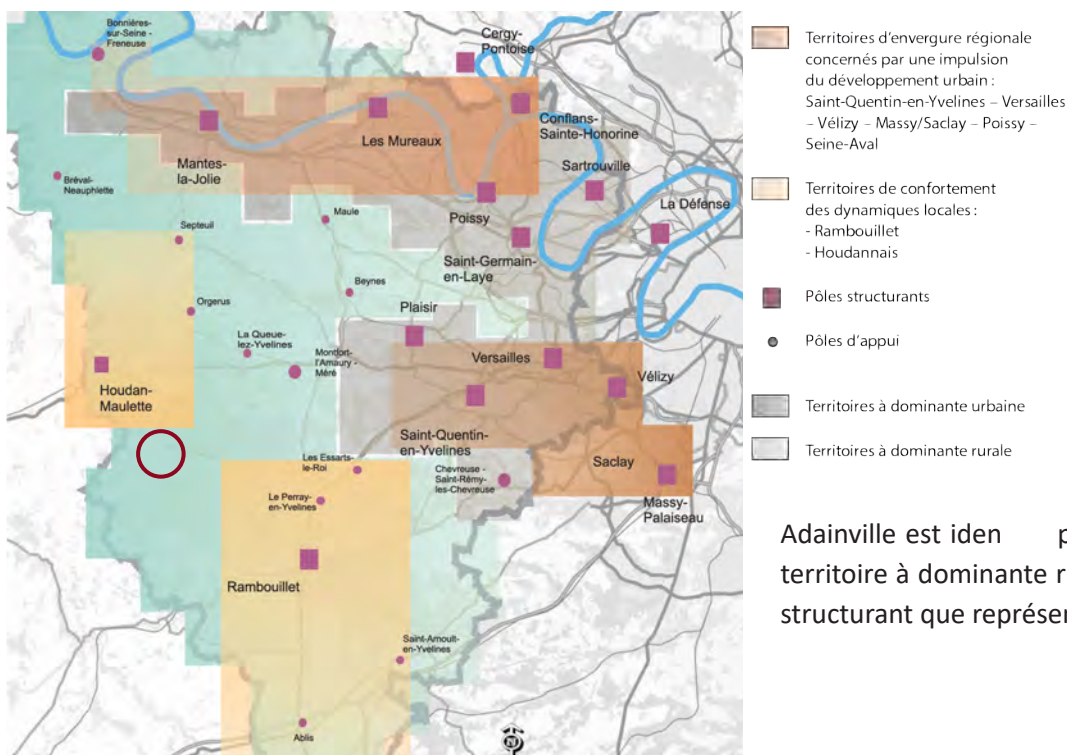 Bonnières-
sur-Seine -
Freneuse
Cergy-
Pontoise
Mantes-
la-Jolie
Les Mureaux
Conflans-
Sainte-Honorine
Sartrouville
Bréval-
Neauphlette
Septeuil
Maule
Poissy
La Défense
Saint-Germain-
en-Laye
Orgerus
Beynes
Plaisir
La Queue-
lez-Yvelines
Montfort-
l'Amaury -
Méré
Versailles
Vélizy
Houdan-
Maulette
Saint-Quentin-
en-Yvelines
Les Essarts-
le-Roi
Chevreuse -
Saint-Rémy-
les-Chevreuse
Saclay
Le Perray-
en-Yvelines
Massy-
Palaiseau
Rambouillet
Saint-Arnoult-
en-Yvelines
Ablis
N
Territoires d'envergure régionale
concernés par une impulsion
du développement urbain :
Saint-Quentin-en-Yvelines – Versailles
– Vélizy – Massy/Saclay – Poissy –
Seine-Aval
Territoires de confortement
des dynamiques locales :
- Rambouillet
- Houdannais
Pôles structurants
Pôles d'appui
Territoires à dominante urbaine
Territoires à dominante rurale
Adainville est iden p
territoire à dominante r
structurant que représe